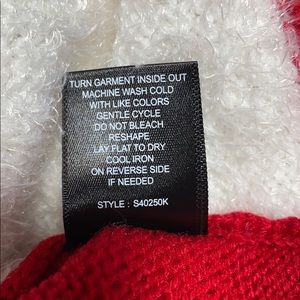 TURN GARMENT INSIDE OUT
MACHINE WASH COLD
WITH LIKE COLORS
GENTLE CYCLE
DO NOT BLEACH
RESHAPE
LAY FLAT TO DRY
COOL IRON
ON REVERSE SIDE
IF NEEDED
STYLE : S40250K